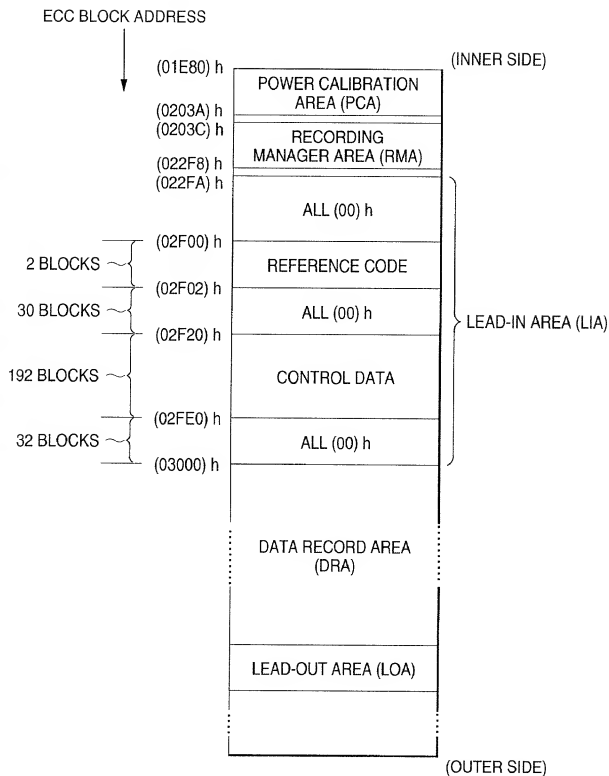 ECC BLOCK ADDRESS
(INNER SIDE)
(01E80) h
POWER CALIBRATION
AREA (PCA)
(0203A) h
(0203C) h
RECORDING
MANAGER AREA (RMA)
(022F8) h
(022FA) h
ALL (00) h
(02F00) h
2 BLOCKS
REFERENCE CODE
(02F02) h
30 BLOCKS
ALL (00) h
LEAD-IN AREA (LIA)
(02F20) h
192 BLOCKS
CONTROL DATA
(02FE0) h
32 BLOCKS
ALL (00) h
(03000) h
DATA RECORD AREA
(DRA)
LEAD-OUT AREA (LOA)
(OUTER SIDE)